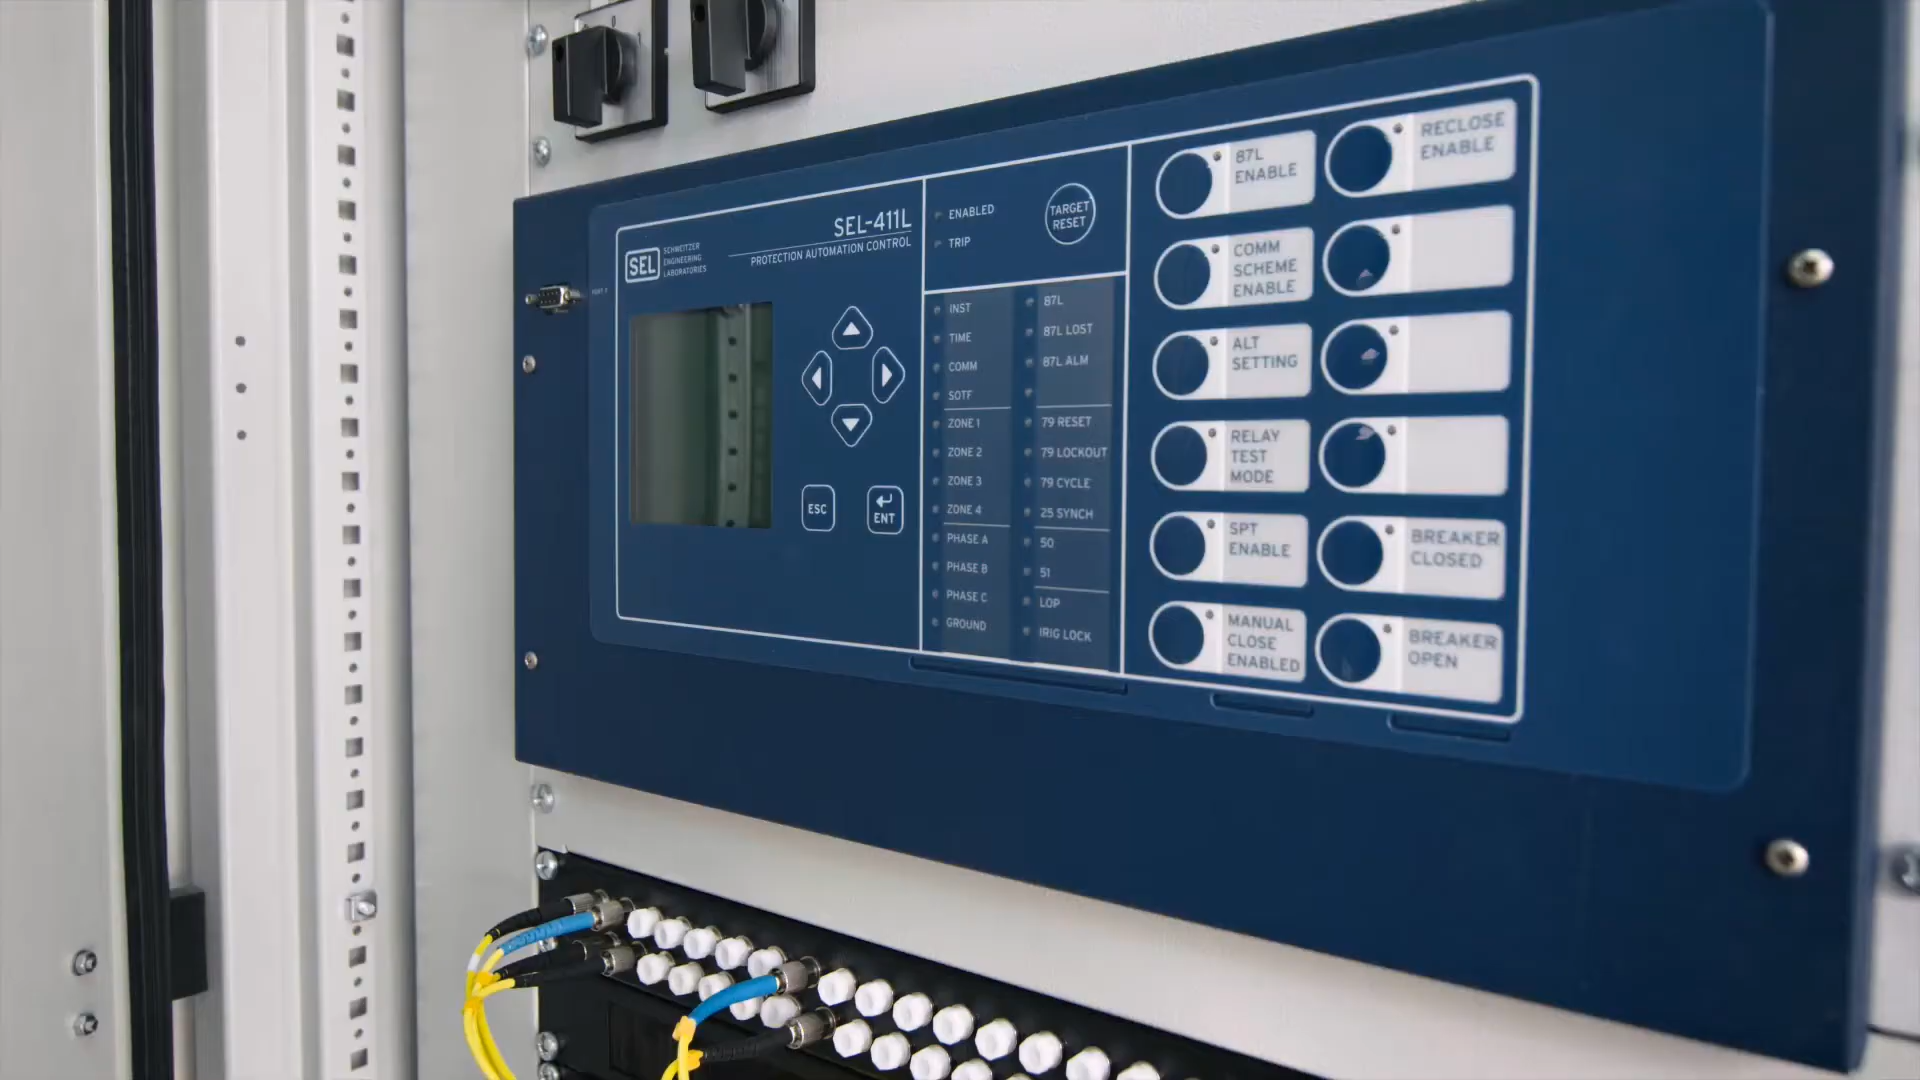 SEL
SCHWEITZER
ENGINEERING
LABORATORIES
SEL-411L
PROTECTION AUTOMATION CONTROL
ESC
ENT
ENABLED
TRIP
TARGET
RESET
INST
TIME
COMM
SOTF
ZONE 1
ZONE 2
ZONE 3
ZONE 4
PHASE A
PHASE B
PHASE C
GROUND
87L
87L LOST
87L ALM
79 RESET
79 LOCKOUT
79 CYCLE
25 SYNCH
50
51
LOP
IRIG LOCK
87L
ENABLE
COMM
SCHEME
ENABLE
ALT
SETTING
RELAY
TEST
MODE
SPT
ENABLE
MANUAL
CLOSE
ENABLED
RECLOSE
ENABLE
BREAKER
CLOSED
BREAKER
OPEN